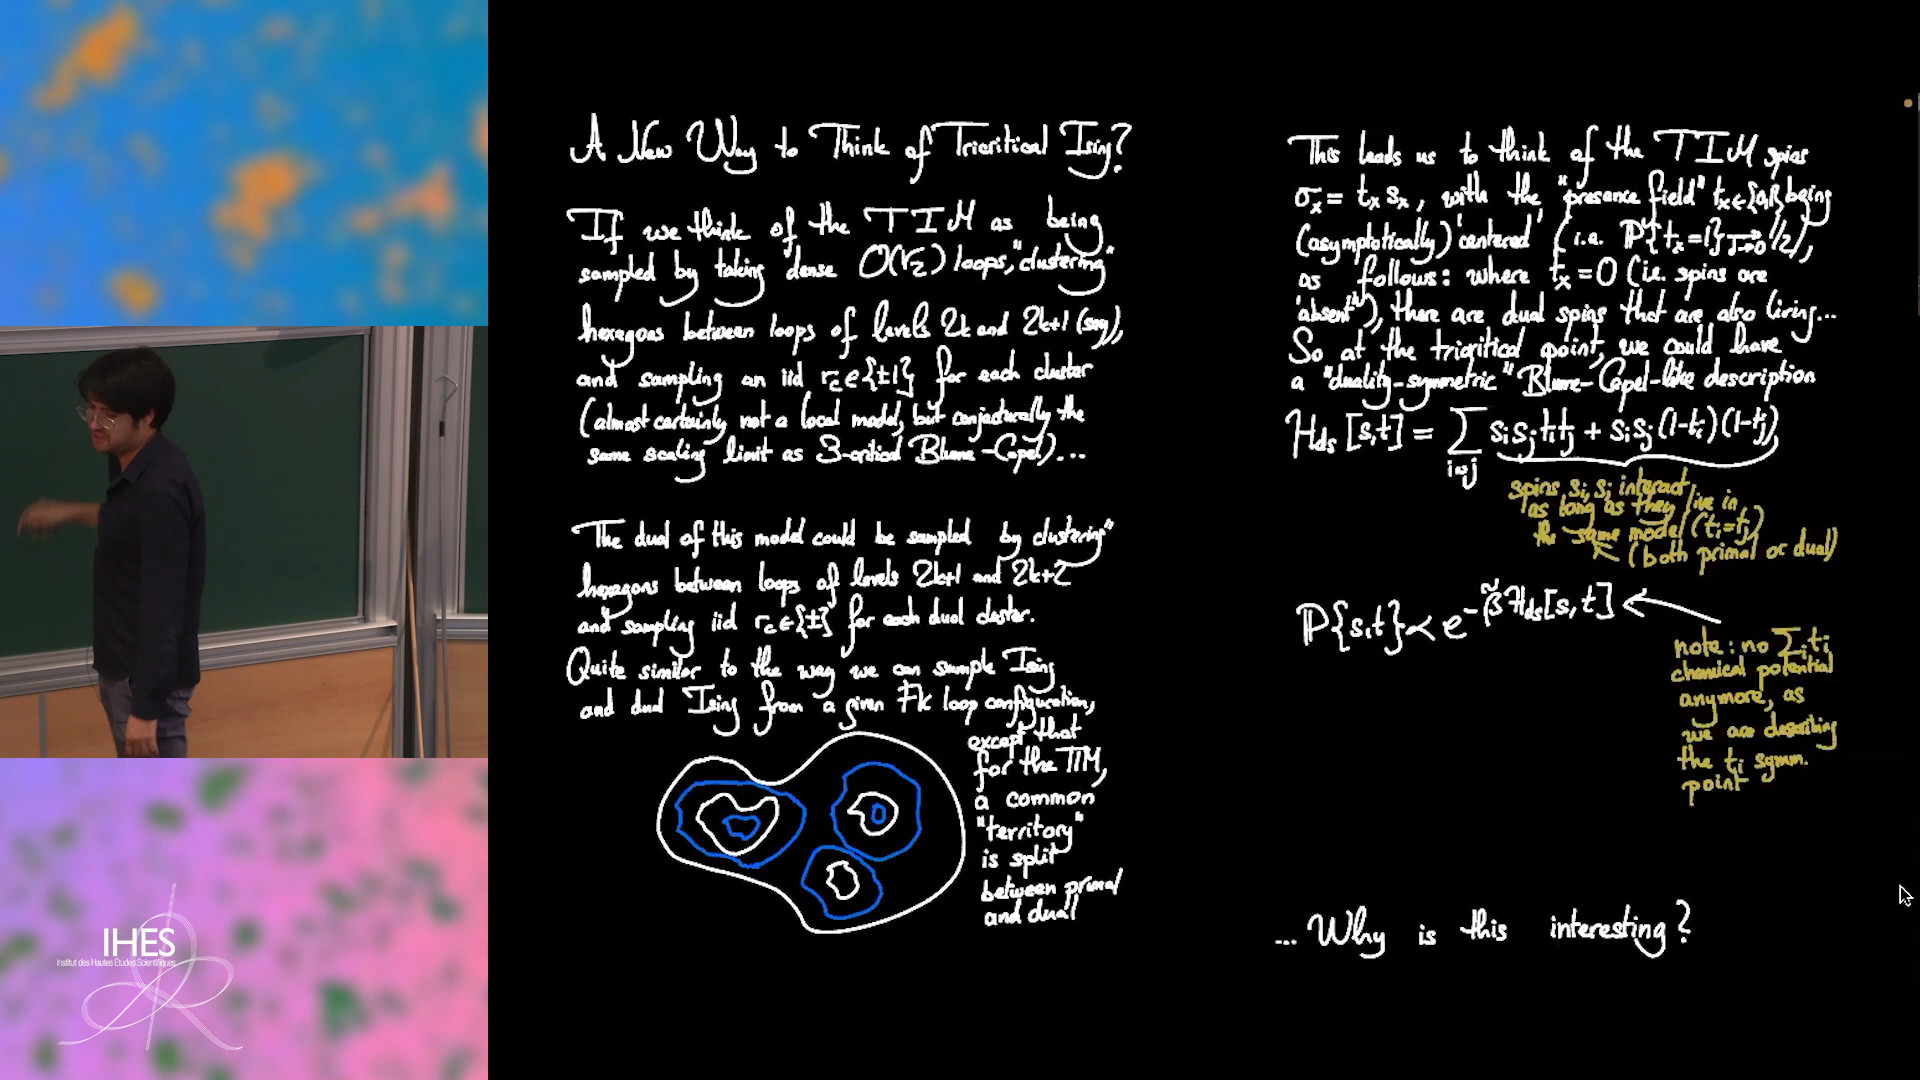 A New Way to Think of Tricritical Ising?
If we think of the TIM as being
sampled by taking dense O(√2) loops, "clustering"
hexagons between loops of levels 2k and 2k+1 (say),
and sampling an iid r_c ∈ {±1} for each cluster
(almost certainly not a local model, but conjecturally the
same scaling limit as 3-critical Blume-Capel)...
The dual of this model could be sampled by clustering"
hexagons between loops of levels 2k+1 and 2k+2
and sampling iid r_c ∈ {±} for each dual cluster.
Quite similar to the way we can sample Ising
and dual Ising from a given Fk loop configuration,
except that
for the TIM,
a common
"territory"
is split
between primal
and dual
This leads us to think of the TIM spins
σ_x = t_x s_x, with the "presence field" t_x ∈ {0,1} being
(asymptotically) 'centered' (i.e. ℙ{t_x=1} → 1/2),
as follows: where t_x = 0 (i.e. spins are
'absent"), there are dual spins that are also living...
So at the tricritical point, we could have
a "duality-symmetric" Blume-Capel-like description
H_ds [s,t] = ∑_{i~j} s_i s_j t_i t_j + s_i s_j (1-t_i)(1-t_j)
spins s_i, s_j interact
as long as they live in
the same model (t_i=t_j)
(both primal or dual)
ℙ{s,t} ∝ e^{-β̃ H_ds[s,t]}
note: no ∑_i t_i
chemical potential
anymore, as
we are describing
the t_i symm.
point
... Why is this interesting?
IHES
Institut des Hautes Études Scientifiques